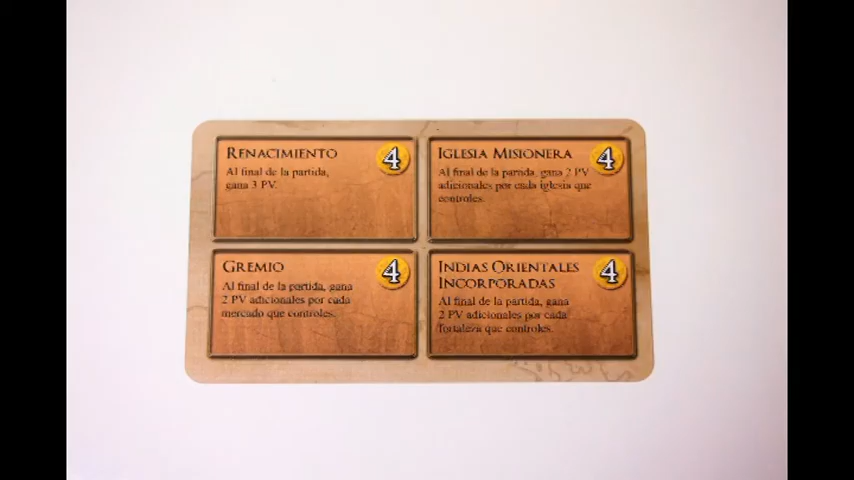 RENACIMIENTO
4
Al final de la partida,
gana 3 PV.
IGLESIA MISIONERA
4
Al final de la partida, gana 2 PV
adicionales por cada iglesia que
controles.
GREMIO
4
Al final de la partida, gana
2 PV adicionales por cada
mercado que controles.
INDIAS ORIENTALES
INCORPORADAS
4
Al final de la partida, gana
2 PV adicionales por cada
fortaleza que controles.